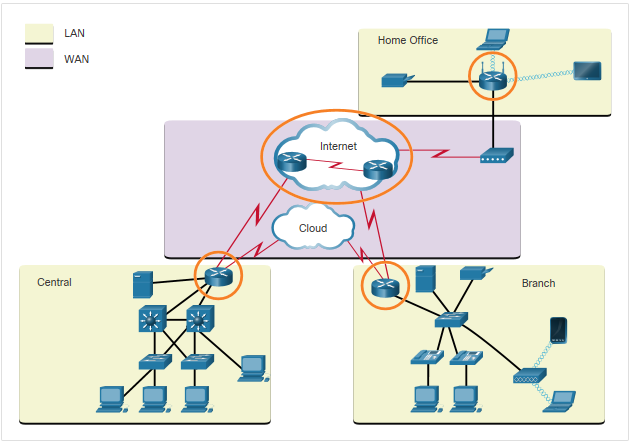 LAN
WAN
Home Office
Internet
Cloud
Central
Branch